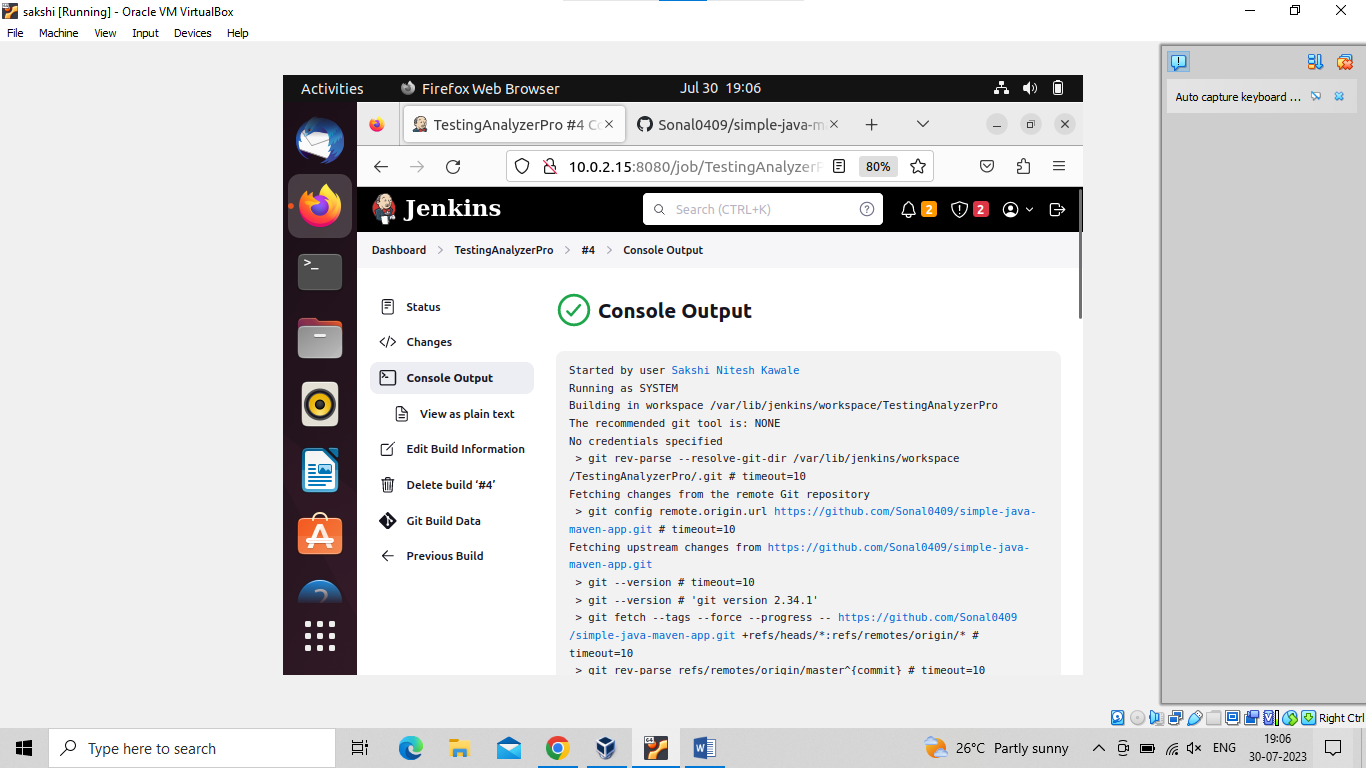 sakshi [Running] - Oracle VM VirtualBox
File Machine View Input Devices Help
Auto capture keyboard ...
Activities Firefox Web Browser Jul 30 19:06
TestingAnalyzerPro #4 Co Sonal0409/simple-java-m
10.0.2.15:8080/job/TestingAnalyzerP 80%
Jenkins Search (CTRL+K) ? 2 2
Dashboard > TestingAnalyzerPro > #4 > Console Output
Status
Changes
Console Output
View as plain text
Edit Build Information
Delete build ‘#4’
Git Build Data
Previous Build
Console Output
Started by user Sakshi Nitesh Kawale
Running as SYSTEM
Building in workspace /var/lib/jenkins/workspace/TestingAnalyzerPro
The recommended git tool is: NONE
No credentials specified
> git rev-parse --resolve-git-dir /var/lib/jenkins/workspace
/TestingAnalyzerPro/.git # timeout=10
Fetching changes from the remote Git repository
> git config remote.origin.url https://github.com/Sonal0409/simple-java-
maven-app.git # timeout=10
Fetching upstream changes from https://github.com/Sonal0409/simple-java-
maven-app.git
> git --version # timeout=10
> git --version # 'git version 2.34.1'
> git fetch --tags --force --progress -- https://github.com/Sonal0409
/simple-java-maven-app.git +refs/heads/*:refs/remotes/origin/* #
timeout=10
> git rev-parse refs/remotes/origin/master^{commit} # timeout=10
Right Ctrl
Type here to search
64
W
26°C Partly sunny
ENG
19:06
30-07-2023